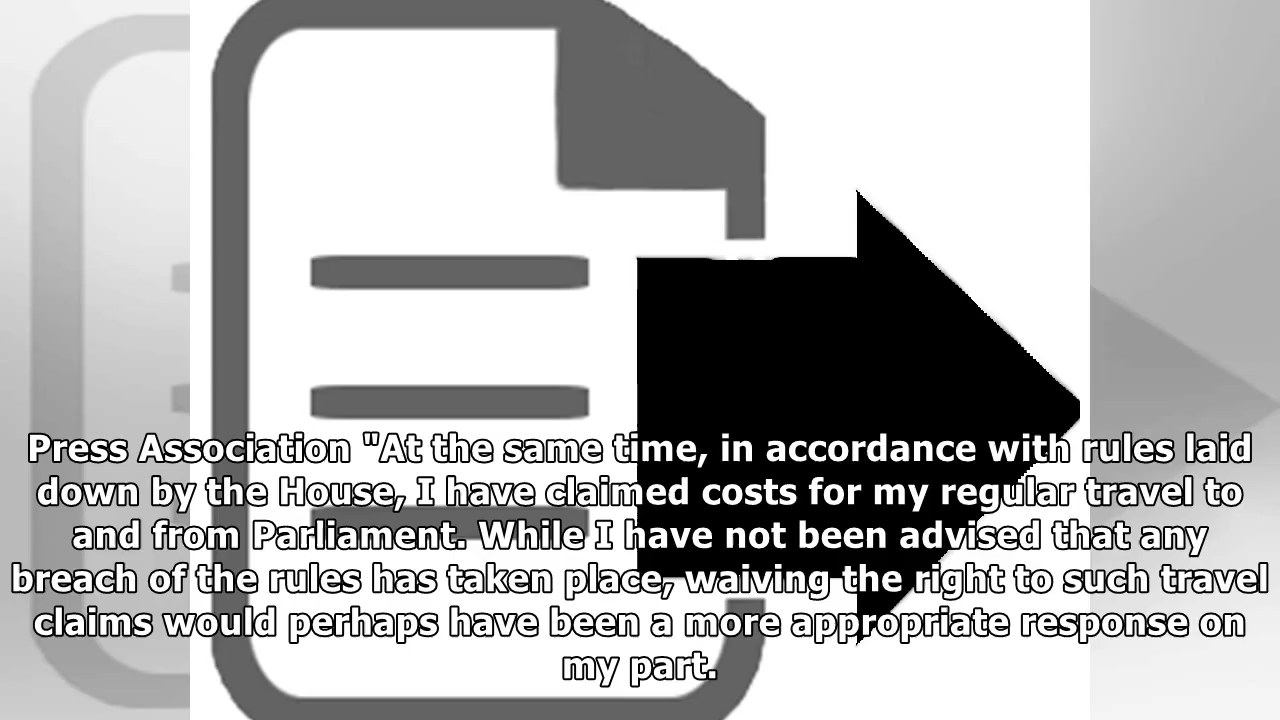 Press Association "At the same time, in accordance with rules laid
down by the House, I have claimed costs for my regular travel to
and from Parliament. While I have not been advised that any
breach of the rules has taken place, waiving the right to such travel
claims would perhaps have been a more appropriate response on
my part.